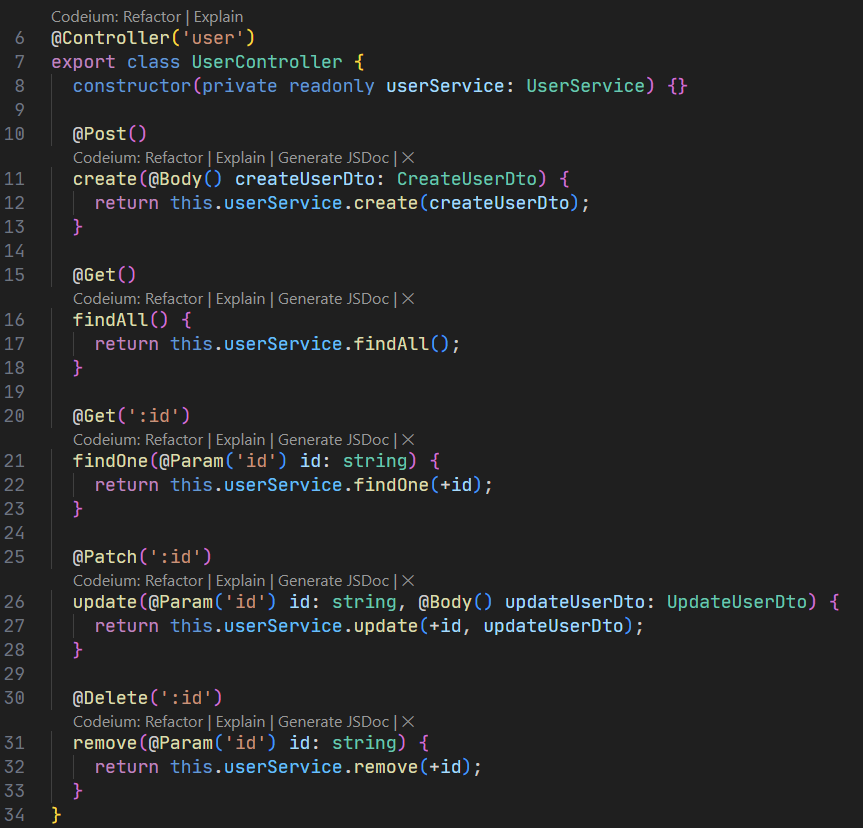 Codeium: Refactor | Explain
6 @Controller('user')
7 export class UserController {
8 constructor(private readonly userService: UserService) {}
9
10 @Post()
Codeium: Refactor | Explain | Generate JSDoc | ×
11 create(@Body() createUserDto: CreateUserDto) {
12 return this.userService.create(createUserDto);
13 }
14
15 @Get()
Codeium: Refactor | Explain | Generate JSDoc | ×
16 findAll() {
17 return this.userService.findAll();
18 }
19
20 @Get(':id')
Codeium: Refactor | Explain | Generate JSDoc | ×
21 findOne(@Param('id') id: string) {
22 return this.userService.findOne(+id);
23 }
24
25 @Patch(':id')
Codeium: Refactor | Explain | Generate JSDoc | ×
26 update(@Param('id') id: string, @Body() updateUserDto: UpdateUserDto) {
27 return this.userService.update(+id, updateUserDto);
28 }
29
30 @Delete(':id')
Codeium: Refactor | Explain | Generate JSDoc | ×
31 remove(@Param('id') id: string) {
32 return this.userService.remove(+id);
33 }
34 }